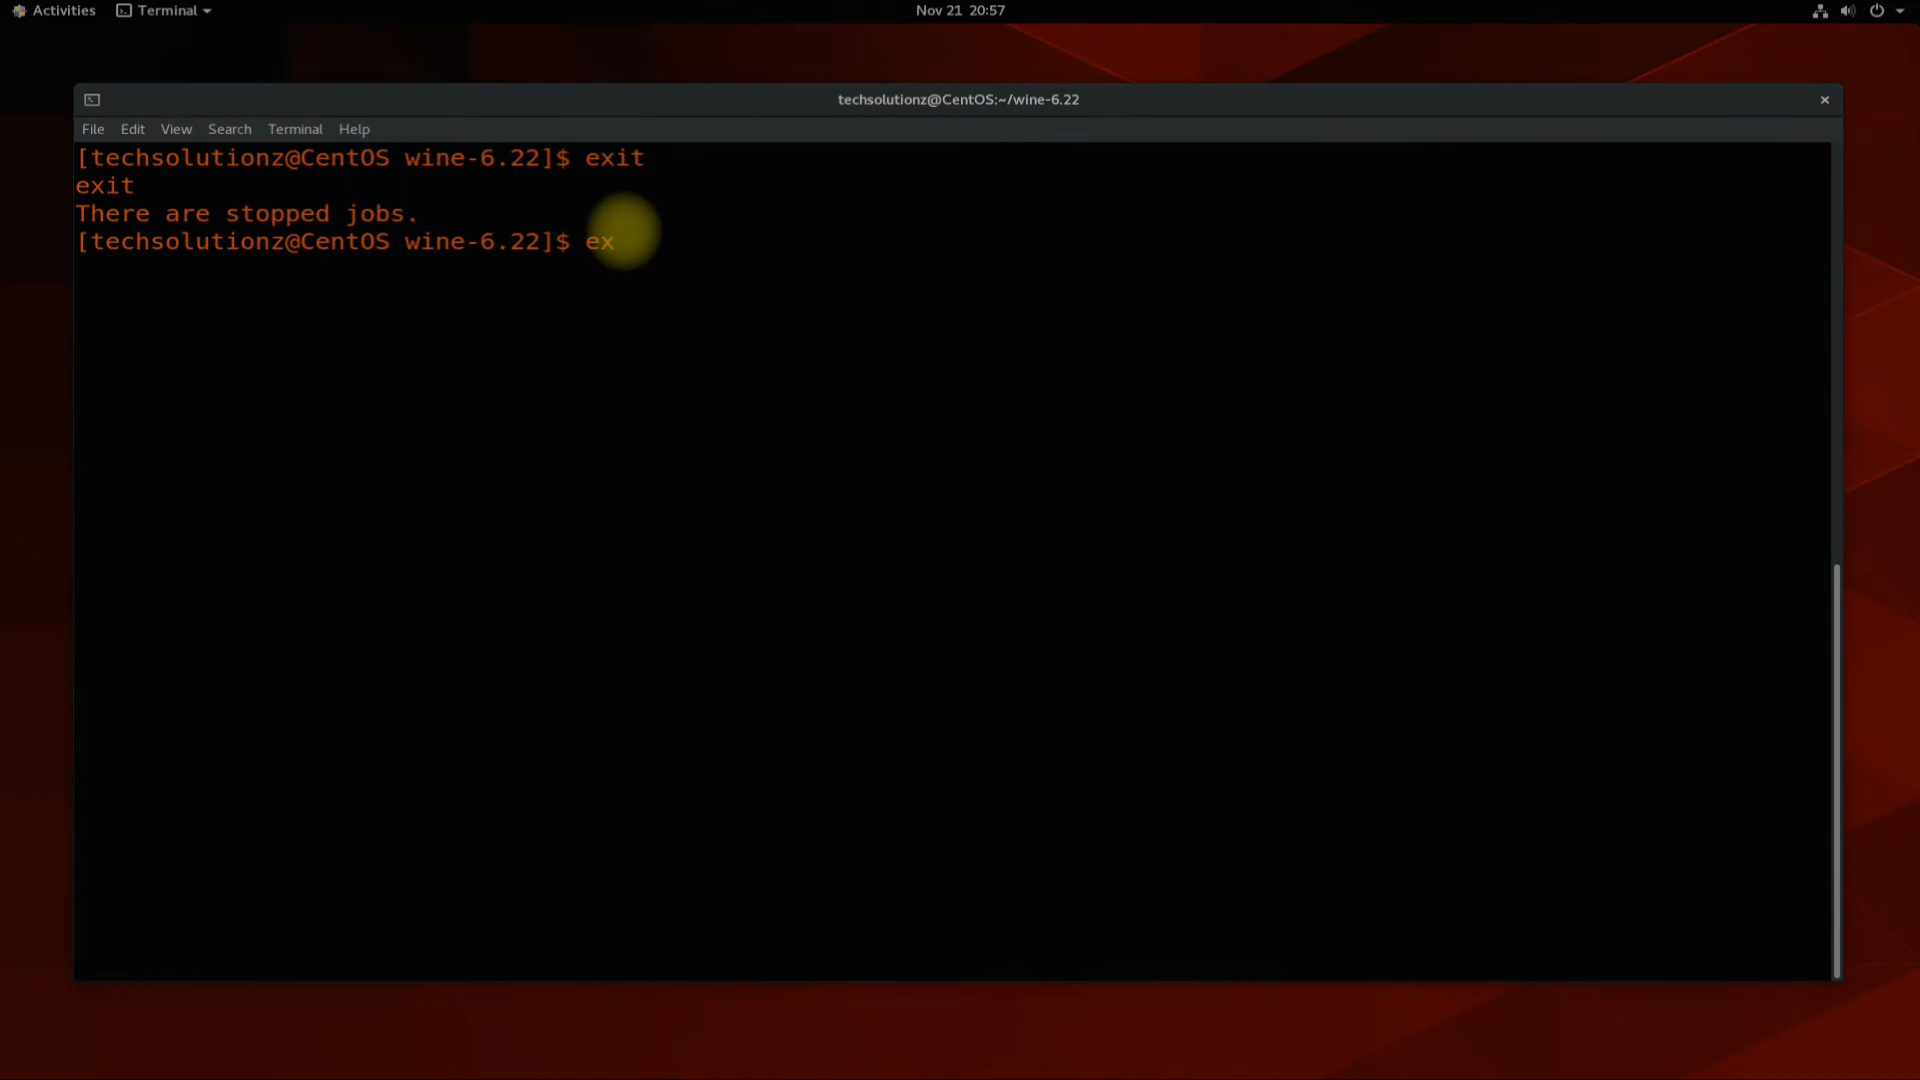 Activities Terminal Nov 21 20:57
techsolutionz@CentOS:~/wine-6.22
File Edit View Search Terminal Help
[techsolutionz@CentOS wine-6.22]$ exit
exit
There are stopped jobs.
[techsolutionz@CentOS wine-6.22]$ ex